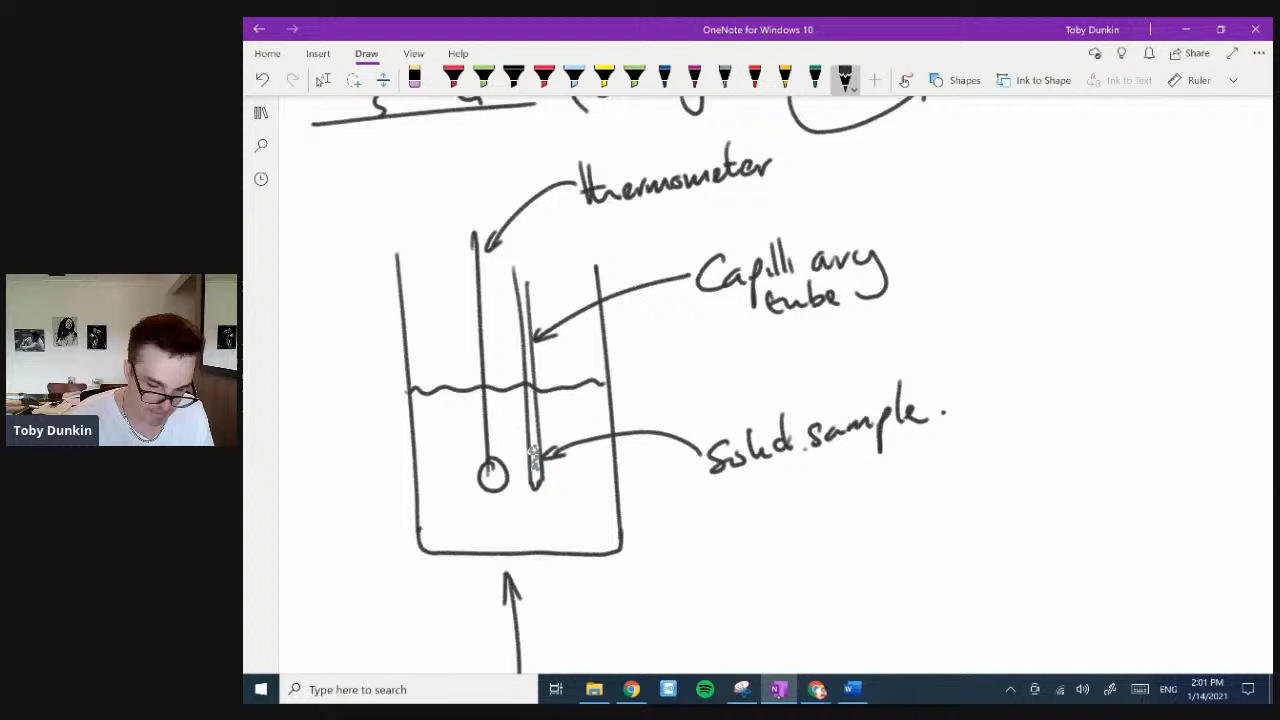 OneNote for Windows 10
Toby Dunkin
Home Insert Draw View Help
Share
Shapes
Ink to Shape
Ink to Text
Ruler
thermometer
Capillary
tube
Solid sample.
Toby Dunkin
Type here to search
ENG
2:01 PM
1/14/2021